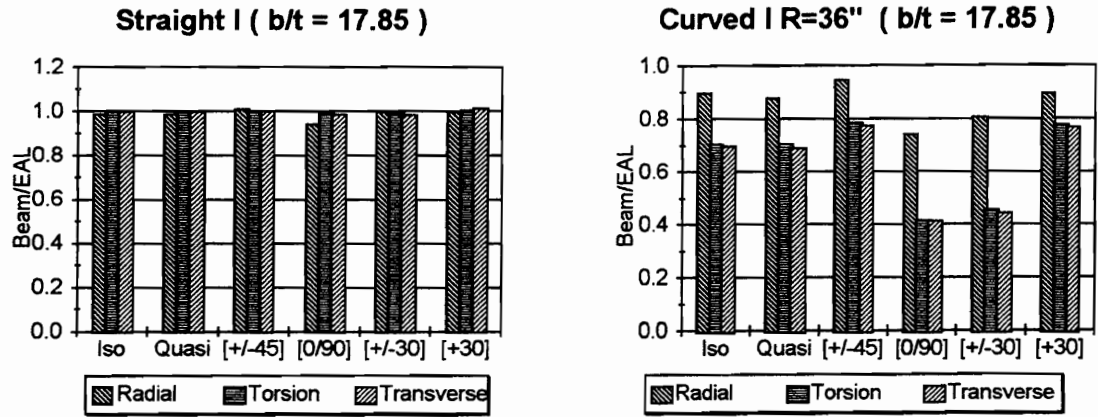 Straight I ( b/t = 17.85 )
Beam/EAL
1.2
1.0
0.8
0.6
0.4
0.2
0.0
Iso Quasi [+/-45] [0/90] [+/-30] [+30]
Radial Torsion Transverse
Curved I R=36" ( b/t = 17.85 )
Beam/EAL
1.0
0.8
0.6
0.4
0.2
0.0
Iso Quasi [+/-45] [0/90] [+/-30] [+30]
Radial Torsion Transverse